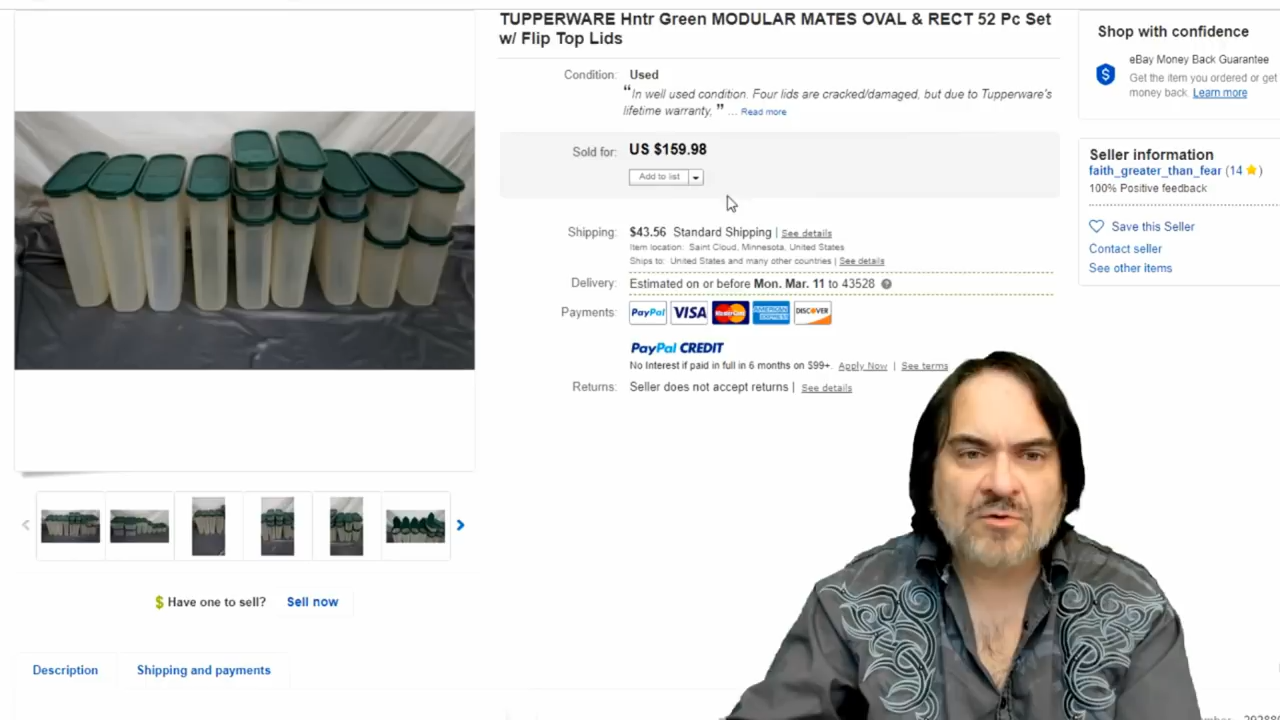 TUPPERWARE Hntr Green MODULAR MATES OVAL & RECT 52 Pc Set
w/ Flip Top Lids
Condition: Used
“In well used condition. Four lids are cracked/damaged, but due to Tupperware's
lifetime warranty, ” ... Read more
Sold for: US $159.98
Add to list
Shipping: $43.56 Standard Shipping | See details
Item location: Saint Cloud, Minnesota, United States
Ships to: United States and many other countries | See details
Delivery: Estimated on or before Mon. Mar. 11 to 43528
Payments: PayPal VISA MasterCard AMERICAN EXPRESS DISCOVER
PayPal CREDIT
No Interest if paid in full in 6 months on $99+. Apply Now | See terms
Returns: Seller does not accept returns | See details
Shop with confidence
eBay Money Back Guarantee
Get the item you ordered or get
money back. Learn more
Seller information
faith_greater_than_fear (14)
100% Positive feedback
Save this Seller
Contact seller
See other items
$ Have one to sell? Sell now
Description
Shipping and payments